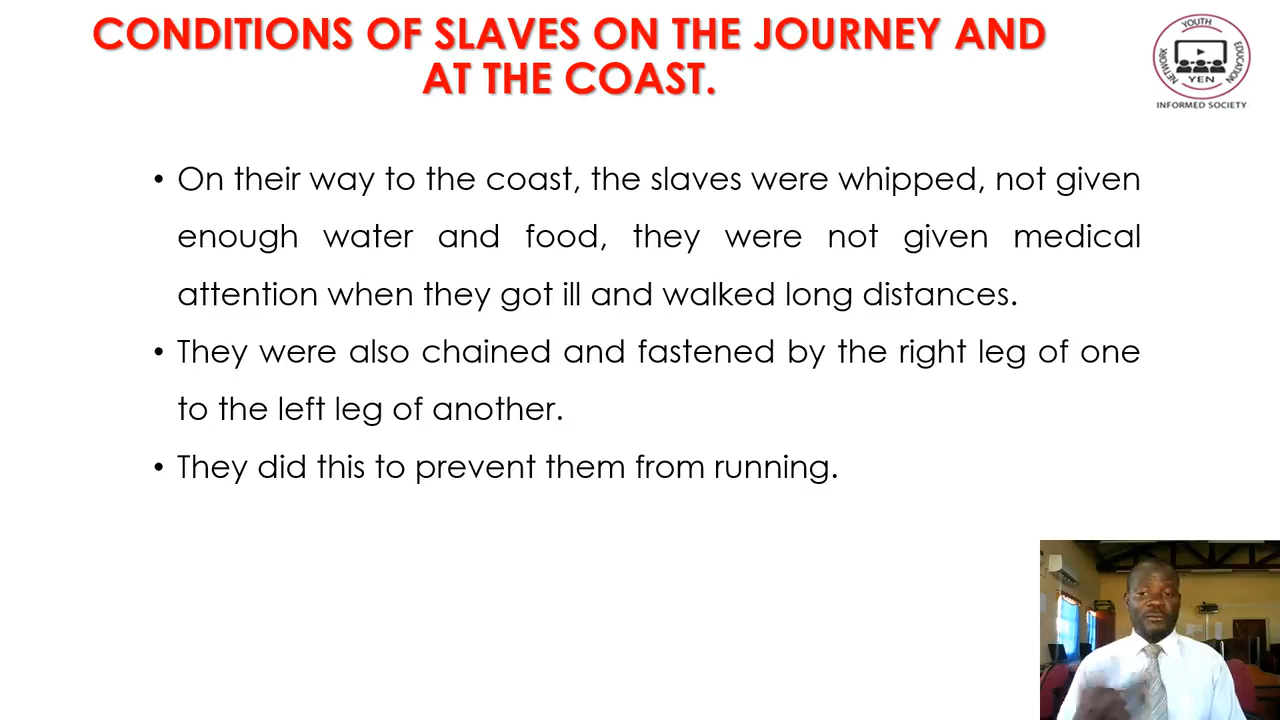 CONDITIONS OF SLAVES ON THE JOURNEY AND
AT THE COAST.
YOUTH
EDUCATION
NETWORK
YEN
INFORMED SOCIETY
• On their way to the coast, the slaves were whipped, not given
enough water and food, they were not given medical
attention when they got ill and walked long distances.
• They were also chained and fastened by the right leg of one
to the left leg of another.
• They did this to prevent them from running.